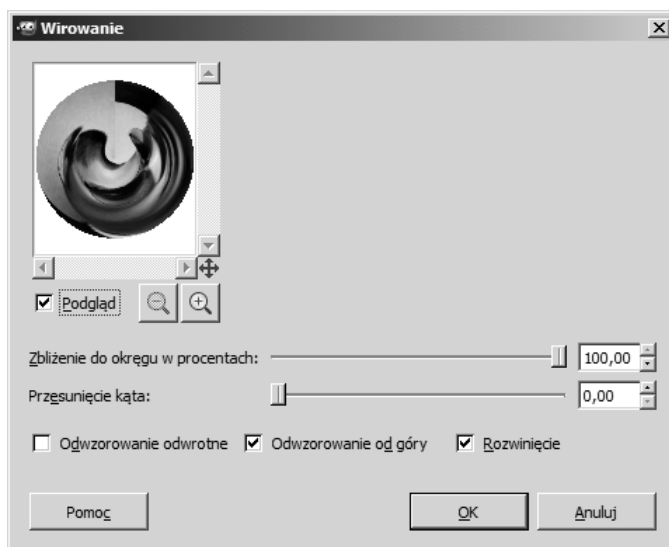 Wirowanie
Podgląd
Zbliżenie do okręgu w procentach: 100,00
Przesunięcie kąta: 0,00
Odwzorowanie odwrotne Odwzorowanie od góry Rozwinięcie
Pomoc OK Anuluj